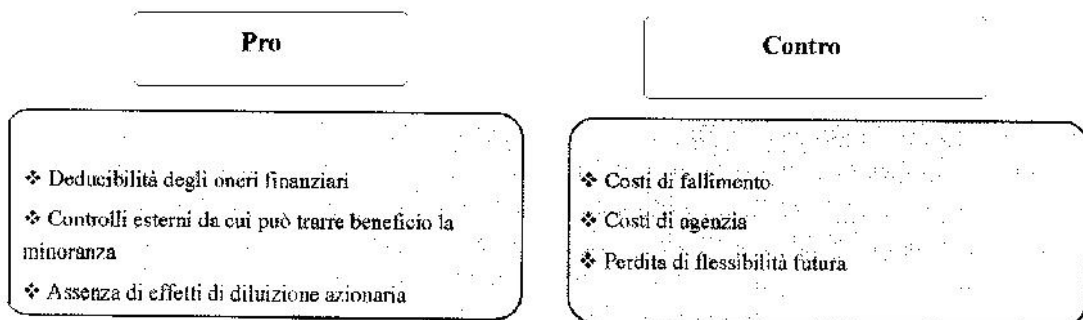 Pro
❖ Deducibilità degli oneri finanziari
❖ Controlli esterni da cui può trarre beneficio la
minoranza
❖ Assenza di effetti di diluizione azionaria
Contro
❖ Costi di fallimento
❖ Costi di agenzia
❖ Perdita di flessibilità futura